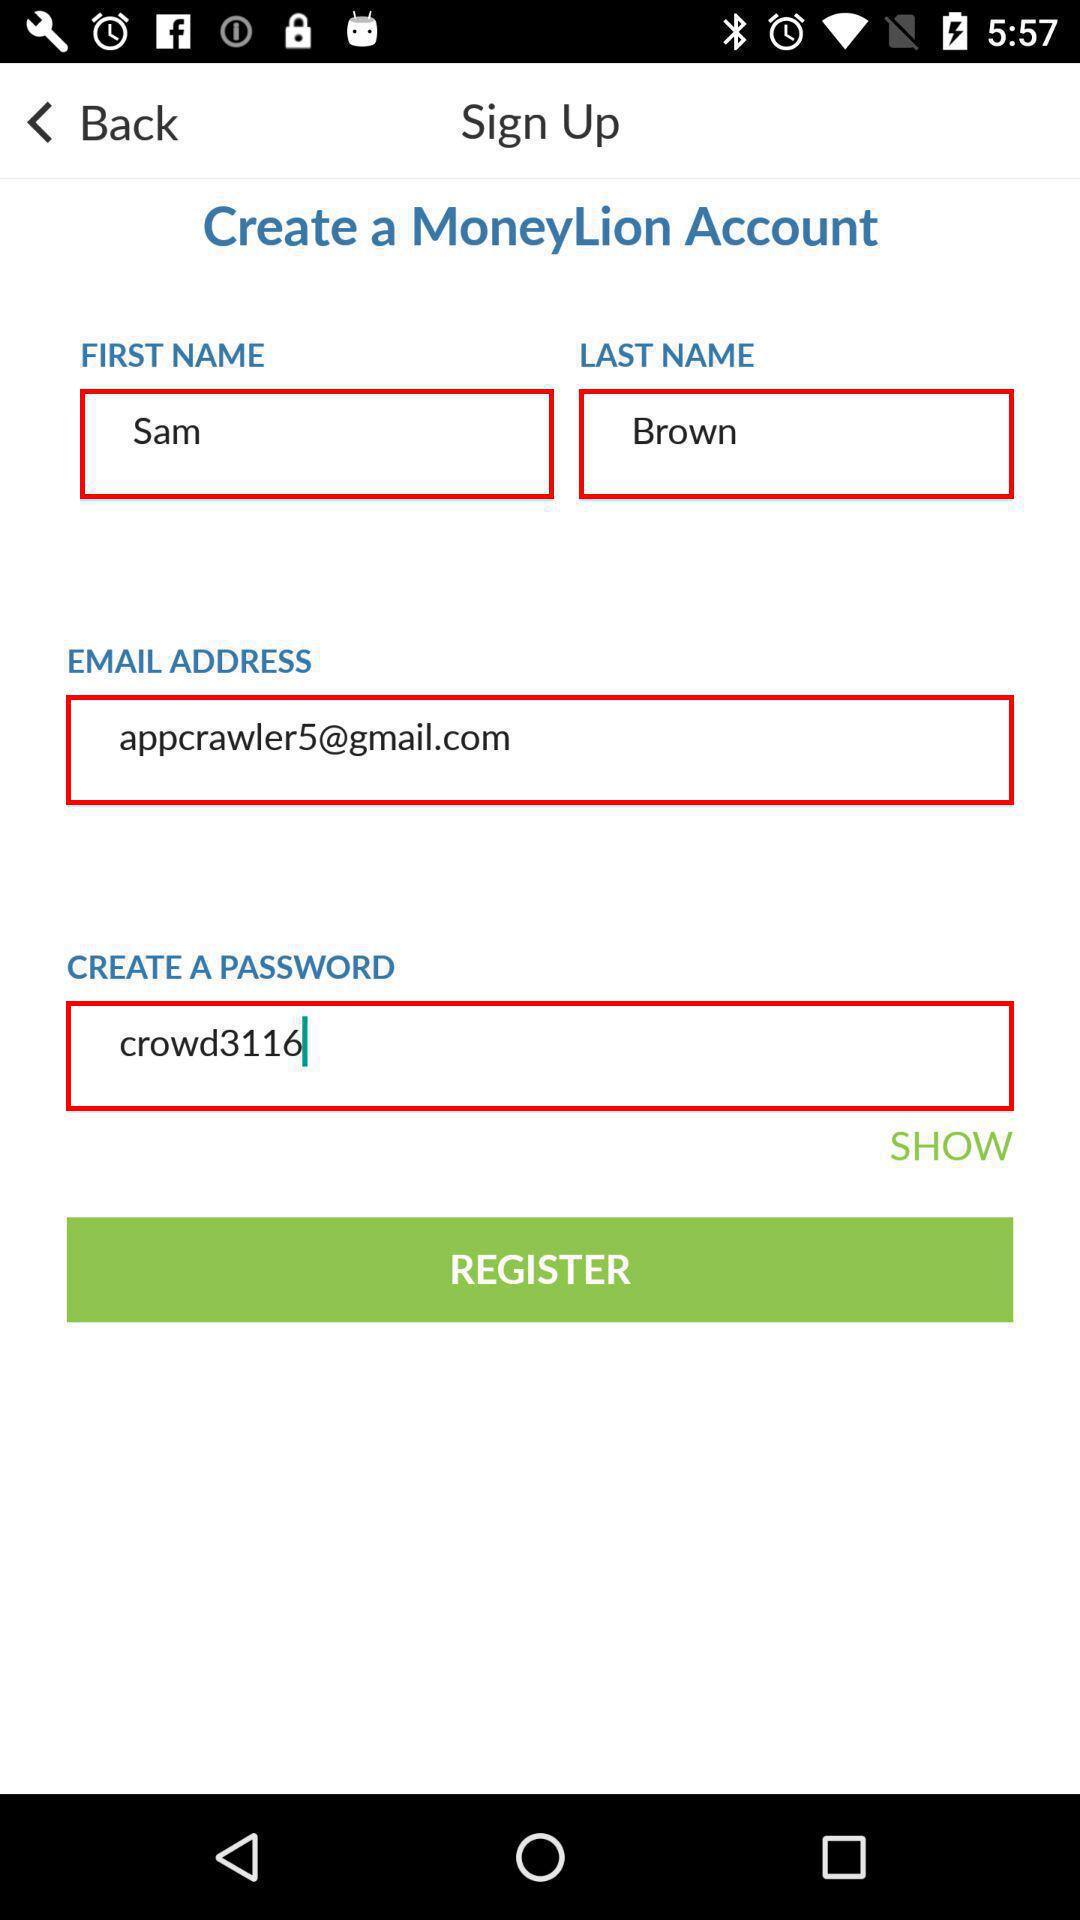 5:57
Back
Sign Up
Create a MoneyLion Account
FIRST NAME
LAST NAME
Sam
Brown
EMAIL ADDRESS
appcrawler5@gmail.com
CREATE A PASSWORD
crowd3116
SHOW
REGISTER